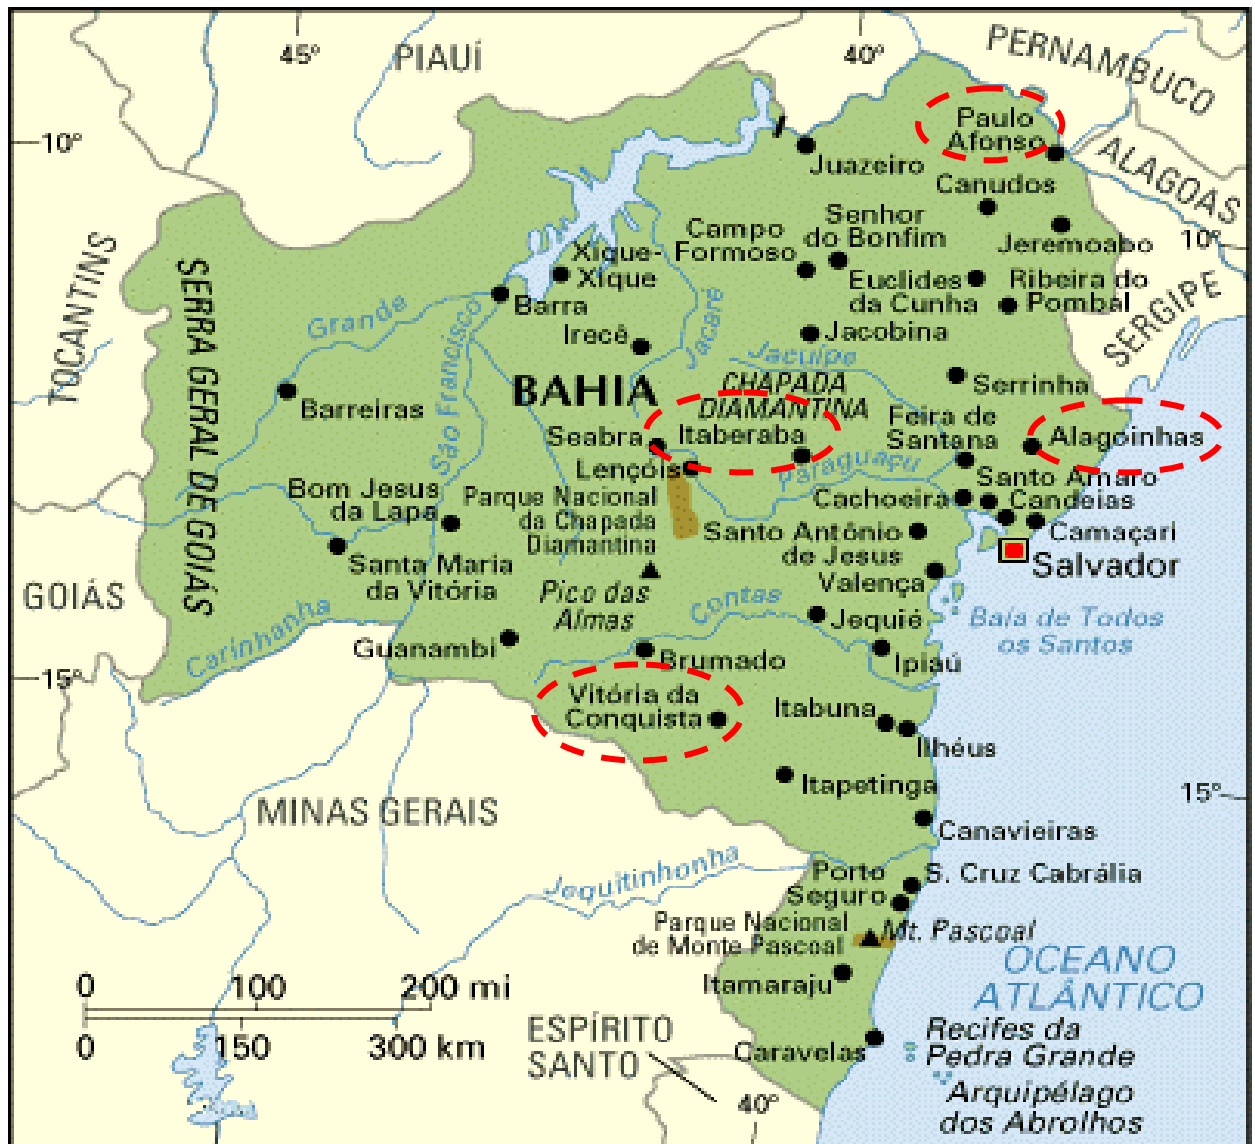 45°
PIAUÍ
40°
PERNAMBUCO
Paulo
Afonso
10°
Juazeiro
ALAGOAS
Canudos
Senhor
do Bonfim
Campo
Formoso
Jeremoabo
10°
TOCANTINS
SERRA GERAL DE GOIÁS
Xique-
Xique
Euclides
da Cunha
Ribeira do
Pombal
SERGIPE
Grande
Barra
São Francisco
Jacaré
Irecê
Jacobina
Jacuípe
BAHIA
CHAPADA
DIAMANTINA
Serrinha
Barreiras
Seabra
Itaberaba
Feira de
Santana
Alagoinhas
Lençóis
Paraguaçu
Santo Amaro
Bom Jesus
da Lapa
Parque Nacional
da Chapada
Diamantina
Cachoeira
Candeias
Santo Antônio
de Jesus
Camaçari
Salvador
Santa Maria
da Vitória
Valença
GOIÁS
Pico das
Almas
Contas
Jequié
Baía de Todos
os Santos
Carinhanha
Guanambi
Brumado
Ipiaú
15°
Vitória da
Conquista
Itabuna
Ilhéus
Itapetinga
15°
MINAS GERAIS
Canavieiras
Jequitinhonha
Porto
Seguro
S. Cruz Cabrália
Parque Nacional
de Monte Pascoal
Mt. Pascoal
OCEANO
ATLÂNTICO
Itamaraju
0 100 200 mi
0 150 300 km
ESPÍRITO
SANTO
Caravelas
Recifes da
Pedra Grande
40°
Arquipélago
dos Abrolhos